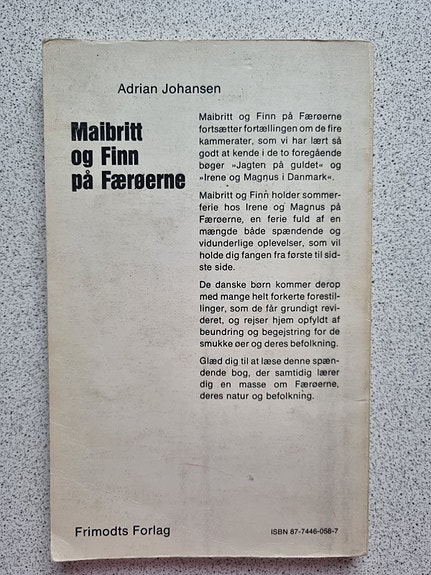 Adrian Johansen
Maibritt
og Finn
på Færøerne
Maibritt og Finn på Færøerne
fortsætter fortællingen om de fire
kammerater, som vi har lært så
godt at kende i de to foregående
bøger »Jagten på guldet« og
»Irene og Magnus i Danmark«.
Maibritt og Finn holder sommer-
ferie hos Irene og Magnus på
Færøerne, en ferie fuld af en
mængde både spændende og
vidunderlige oplevelser, som vil
holde dig fangen fra første til sid-
ste side.
De danske børn kommer derop
med mange helt forkerte forestil-
linger, som de får grundigt revi-
deret, og rejser hjem opfyldt af
beundring og begejstring for de
smukke øer og deres befolkning.
Glæd dig til at læse denne spæn-
dende bog, der samtidig lærer
dig en masse om Færøerne,
deres natur og befolkning.
Frimodts Forlag
ISBN 87-7446-058-7